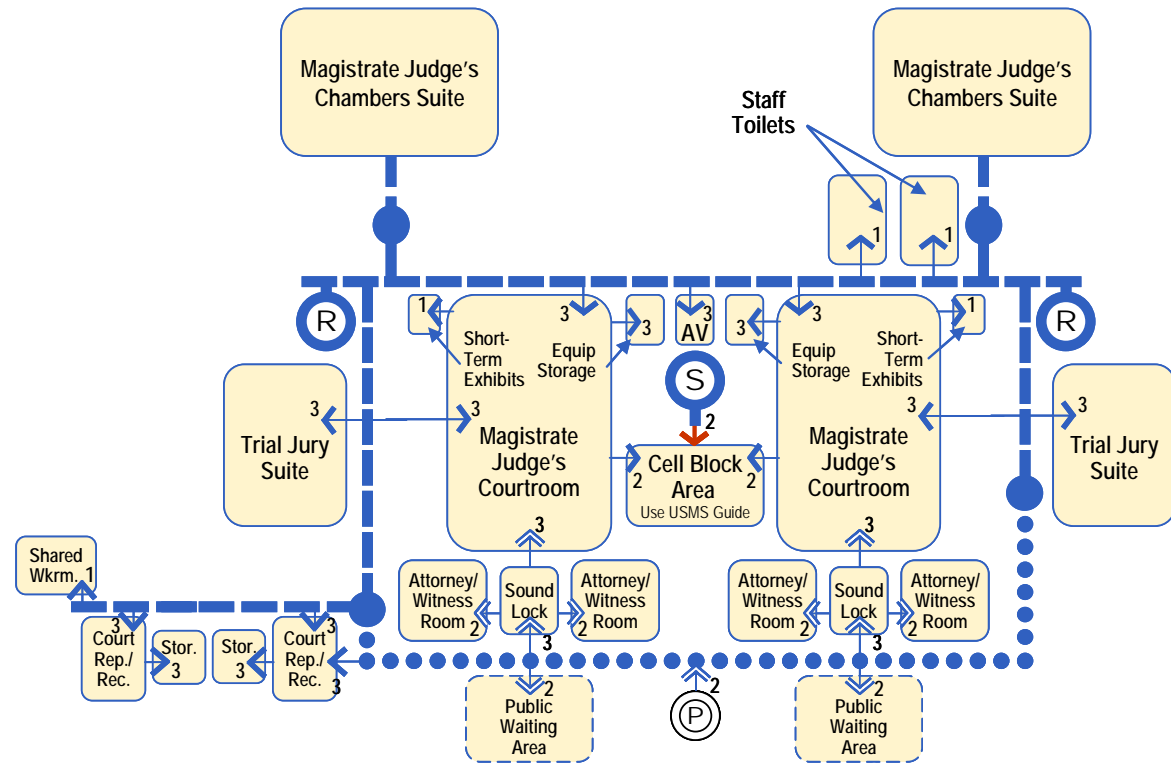 Magistrate Judge's
Chambers Suite
Magistrate Judge's
Chambers Suite
Staff
Toilets
1
1
R
R
1
3
3
3
AV
3
3
1
Short-
Term
Exhibits
Equip
Storage
Equip
Storage
Short-
Term
Exhibits
S
2
3
3
3
3
Trial Jury
Suite
Magistrate
Judge's
Courtroom
Cell Block
Area
Use USMS Guide
2
2
Magistrate
Judge's
Courtroom
Trial Jury
Suite
3
3
Shared
Wkrm.
1
Attorney/
Witness
Room
2
Sound
Lock
Attorney/
Witness
Room
2
Attorney/
Witness
Room
2
Sound
Lock
Attorney/
Witness
Room
2
3
3
3
Court
Rep./
Rec.
Stor.
3
Stor.
3
3
Court
Rep./
Rec.
3
2
Public
Waiting
Area
2
P
2
Public
Waiting
Area